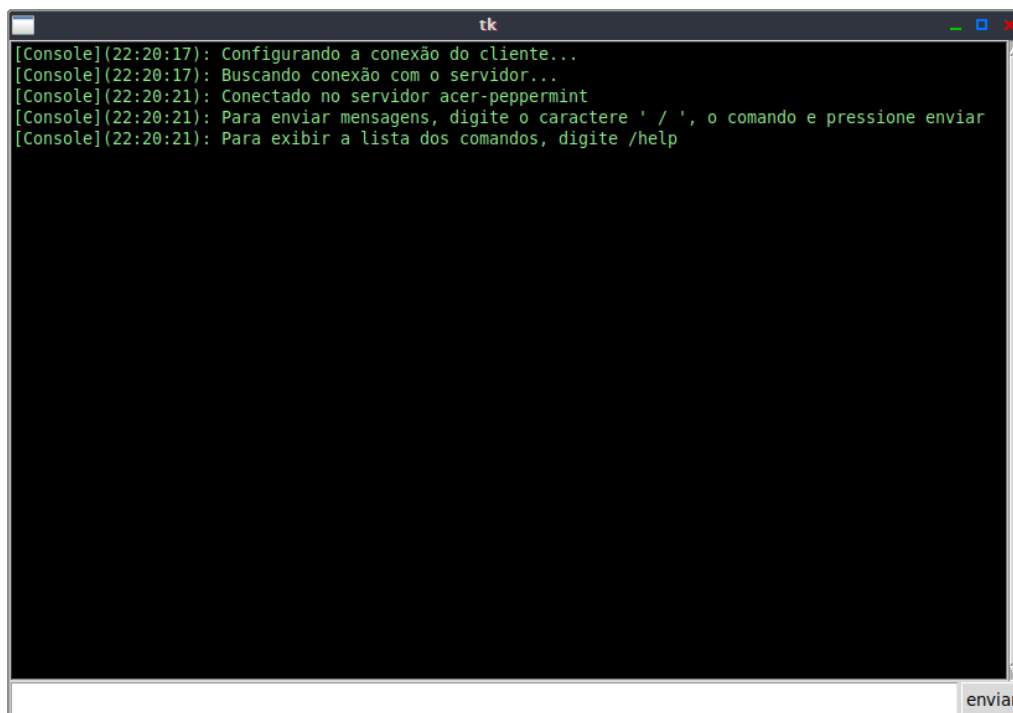 tk
[Console](22:20:17): Configurando a conexão do cliente...
[Console](22:20:17): Buscando conexão com o servidor...
[Console](22:20:21): Conectado no servidor acer-peppermint
[Console](22:20:21): Para enviar mensagens, digite o caractere ' / ', o comando e pressione enviar
[Console](22:20:21): Para exibir a lista dos comandos, digite /help
enviar